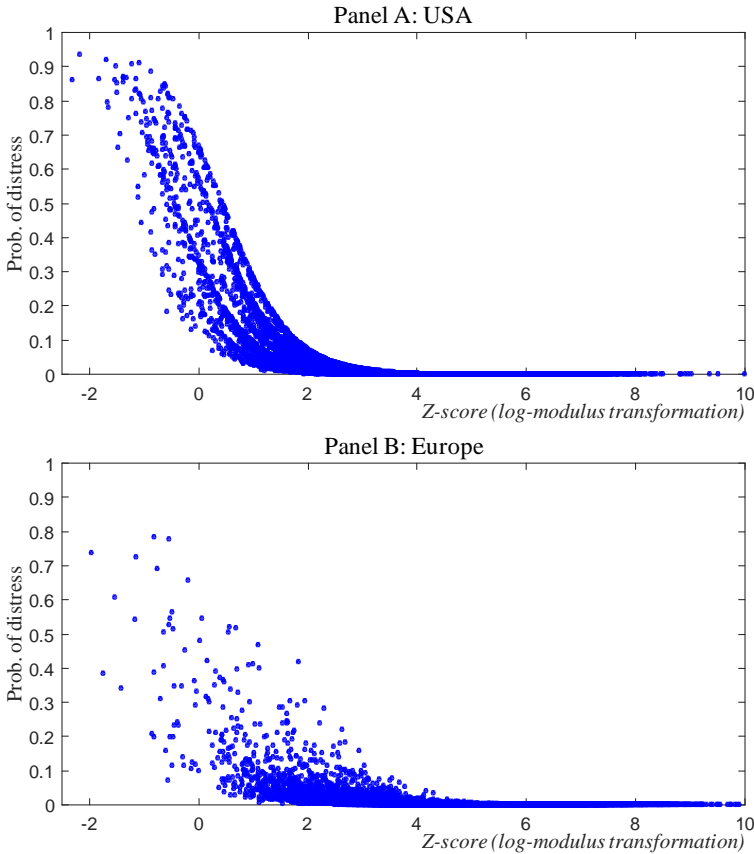 Panel A: USA
Prob. of distress
1
0.9
0.8
0.7
0.6
0.5
0.4
0.3
0.2
0.1
0
-2 0 2 4 6 8 10
Z-score (log-modulus transformation)
Panel B: Europe
Prob. of distress
1
0.9
0.8
0.7
0.6
0.5
0.4
0.3
0.2
0.1
0
-2 0 2 4 6 8 10
Z-score (log-modulus transformation)